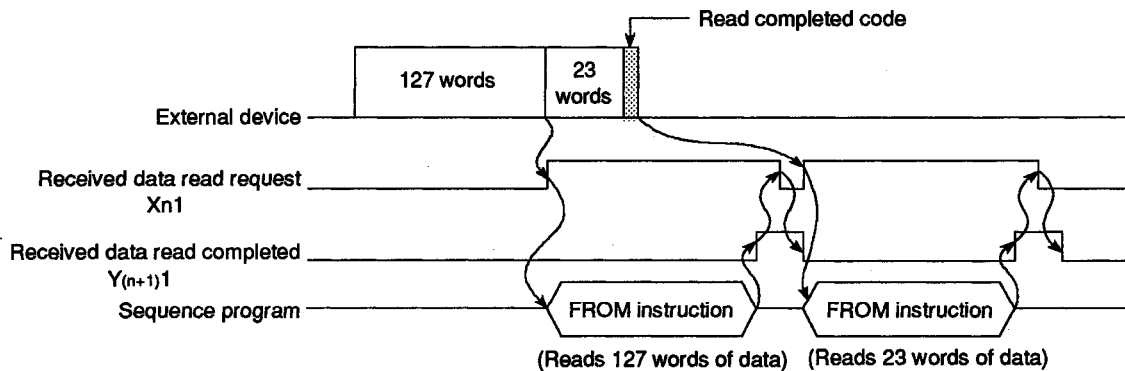 Read completed code
127 words
23
words
External device
Received data read request
Xn1
Received data read completed
Y(n+1)1
Sequence program
FROM instruction
FROM instruction
(Reads 127 words of data)
(Reads 23 words of data)